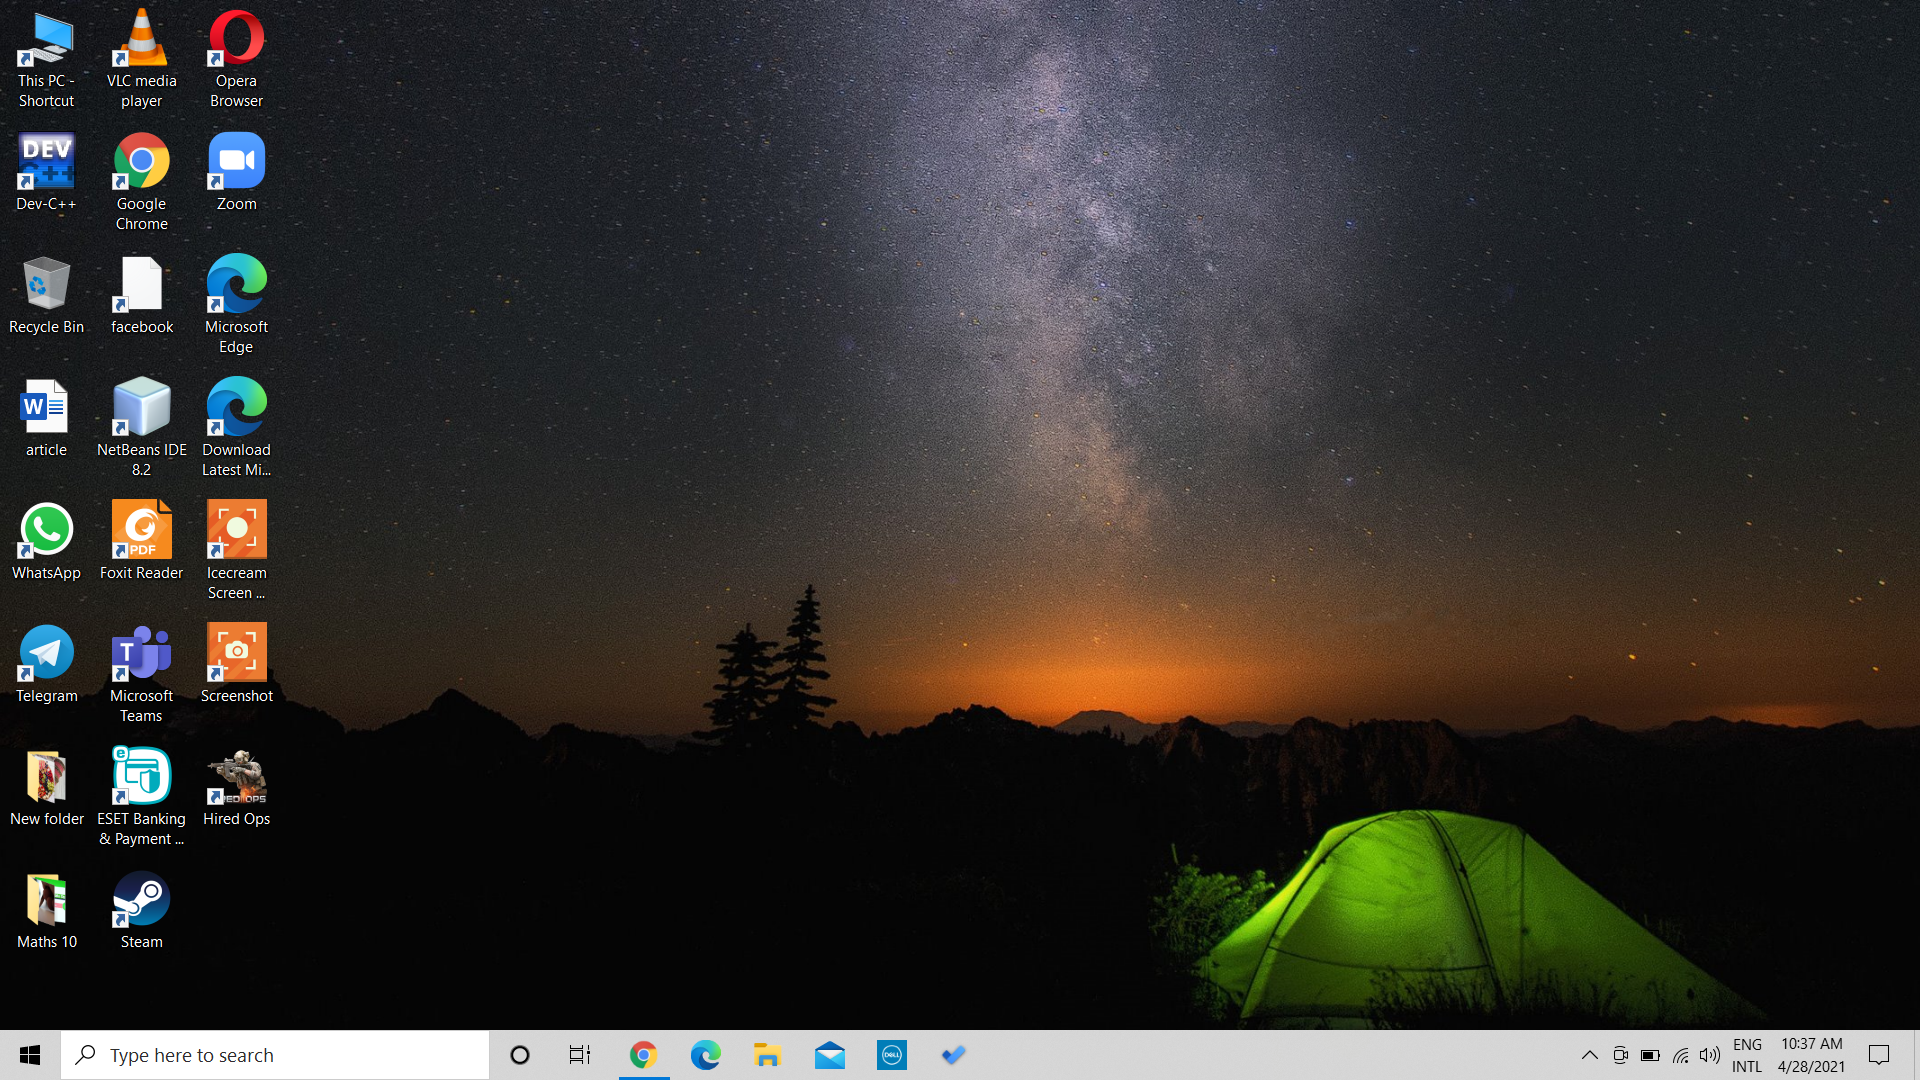 This PC -
Shortcut
VLC media
player
Opera
Browser
DEV
C++
Dev-C++
Google
Chrome
Zoom
Recycle Bin
facebook
Microsoft
Edge
W
article
NetBeans IDE
8.2
Download
Latest Mi...
WhatsApp
PDF
Foxit Reader
Icecream
Screen ...
Telegram
T
Microsoft
Teams
Screenshot
New folder
e
ESET Banking
& Payment ...
Hired Ops
Maths 10
Steam
Type here to search
DELL
ENG
INTL
10:37 AM
4/28/2021